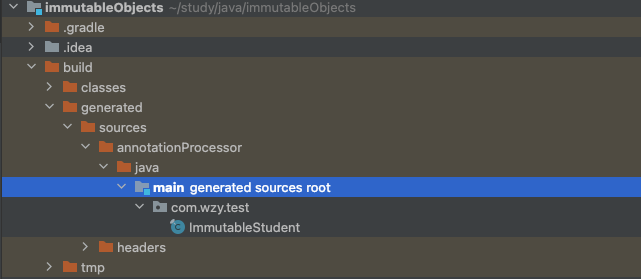 immutableObjects ~/study/java/immutableObjects
.gradle
.idea
build
classes
generated
sources
annotationProcessor
java
main generated sources root
com.wzy.test
ImmutableStudent
headers
tmp